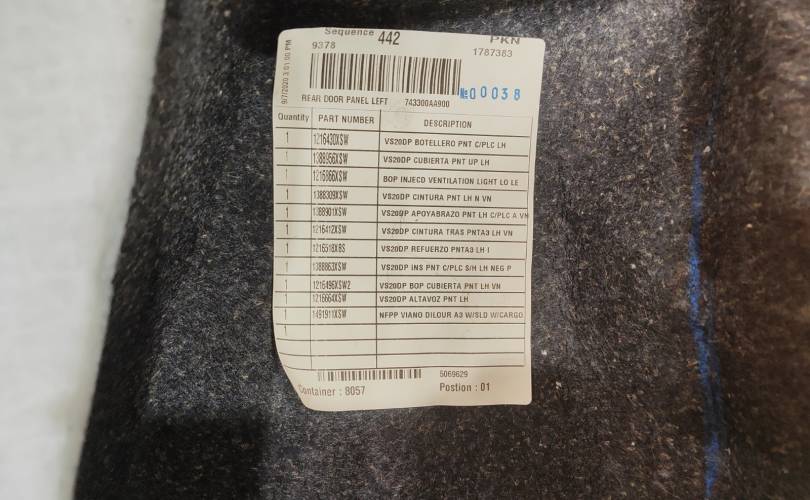 Sequence 442 PKN
9378 1787383
9/7/2020 3:01:00 PM
№00038
REAR DOOR PANEL LEFT 743300AA900
Quantity PART NUMBER DESCRIPTION
1 1216430XSW VS20DP BOTELLERO PNT C/PLC LH
1 1388956XSW VS20DP CUBIERTA PNT UP LH
1 1216866XSW BOP INJECD VENTILATION LIGHT LO LE
1 1388309XSW VS20DP CINTURA PNT LH N VN
1 1388901XSW VS20DP APOYABRAZO PNT LH C/PLC A VN
1 1216412XSW VS20DP CINTURA TRAS PNTA3 LH VN
1 1216518XBS VS20DP REFUERZO PNTA3 LH I
1 1388863XSW VS20DP INS PNT C/PLC S/H LH NEG P
1 1216496XSW2 VS20DP BOP CUBIERTA PNT LH VN
1 1216664XSW VS20DP ALTAVOZ PNT LH
1 1491911XSW NFPP VIANO DILOUR A3 W/SLD W/CARGO
1
5069629
Container : 8057 Postion : 01